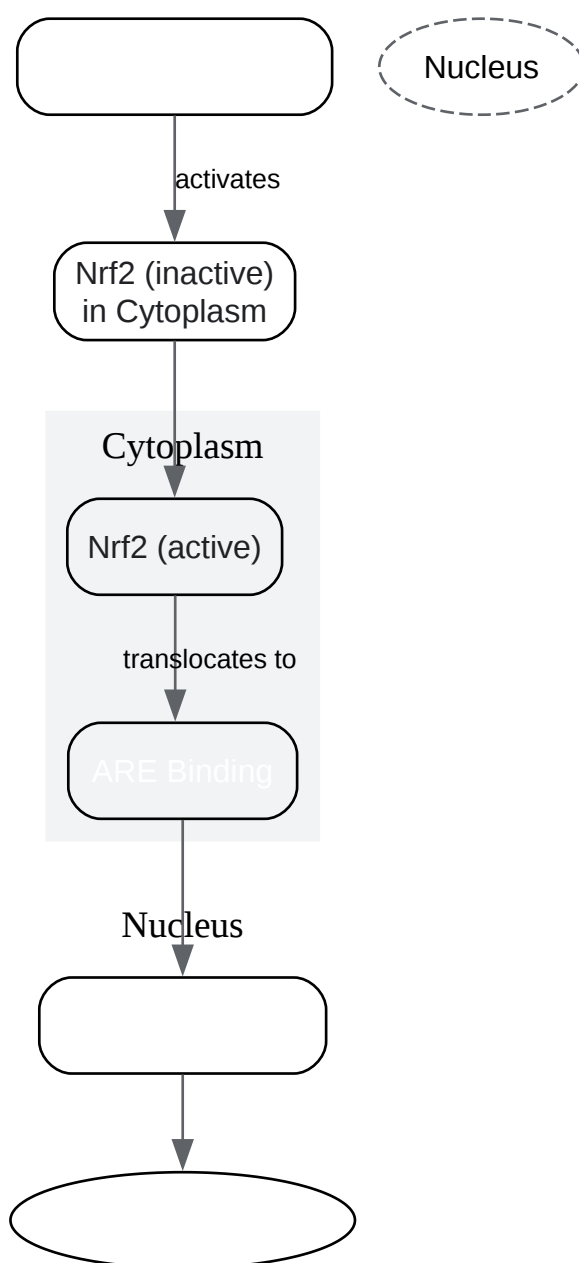 Nucleus
activates
Nrf2 (inactive)
in Cytoplasm
Cytoplasm
Nrf2 (active)
translocates to
ARE Binding
Nucleus